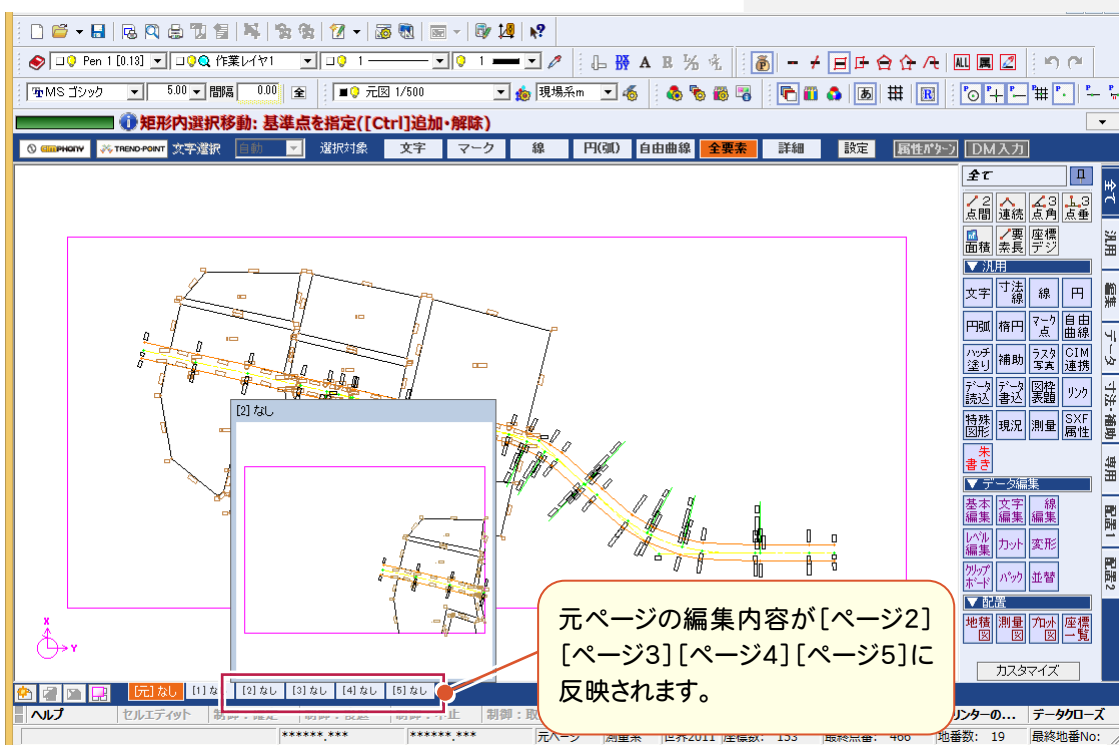 Pen 1 [0.13] 作業レイヤ1 1 1
A R
MS ゴシック 5.00 間隔 0.00 全 元図 1/500 現場系m あ R
矩形内選択移動: 基準点を指定([Ctrl]追加・解除)
TREND-POINT 文字選択 自動 選択対象 文字 マーク 線 円(弧) 自由曲線 全要素 詳細 設定 属性パターン DM入力
全て
2点間 連続 3点角 3点垂
面積 要素長 座標デジ
▼ 汎用
文字 寸法線 線 円
円弧 楕円 マーク点 自由曲線
ハッチ塗り 補助 ラスタ写真 CIM連携
データ読込 データ書込 図枠表題 リンク
特殊図形 現況 測量 SXF属性
朱書き
▼ データ編集
基本編集 文字編集 線編集
レベル編集 カット 変形
クリップボード パック 並替
▼ 配置
地積図 測量図 プロット図 座標一覧
カスタマイズ
全て
汎用
編集
データ
寸法・補助
専用
配置1
配置2
[2] なし
X
Y
元ページの編集内容が[ページ2]
[ページ3][ページ4][ページ5]に
反映されます。
[元] なし [1] な [2] なし [3] なし [4] なし [5] なし
ヘルプ セルエディット ンターの... データクローズ
******.*** ******.*** 元ページ 測量系 世界2011 座標数: 153 最終点番: 466 地番数: 19 最終地番No: